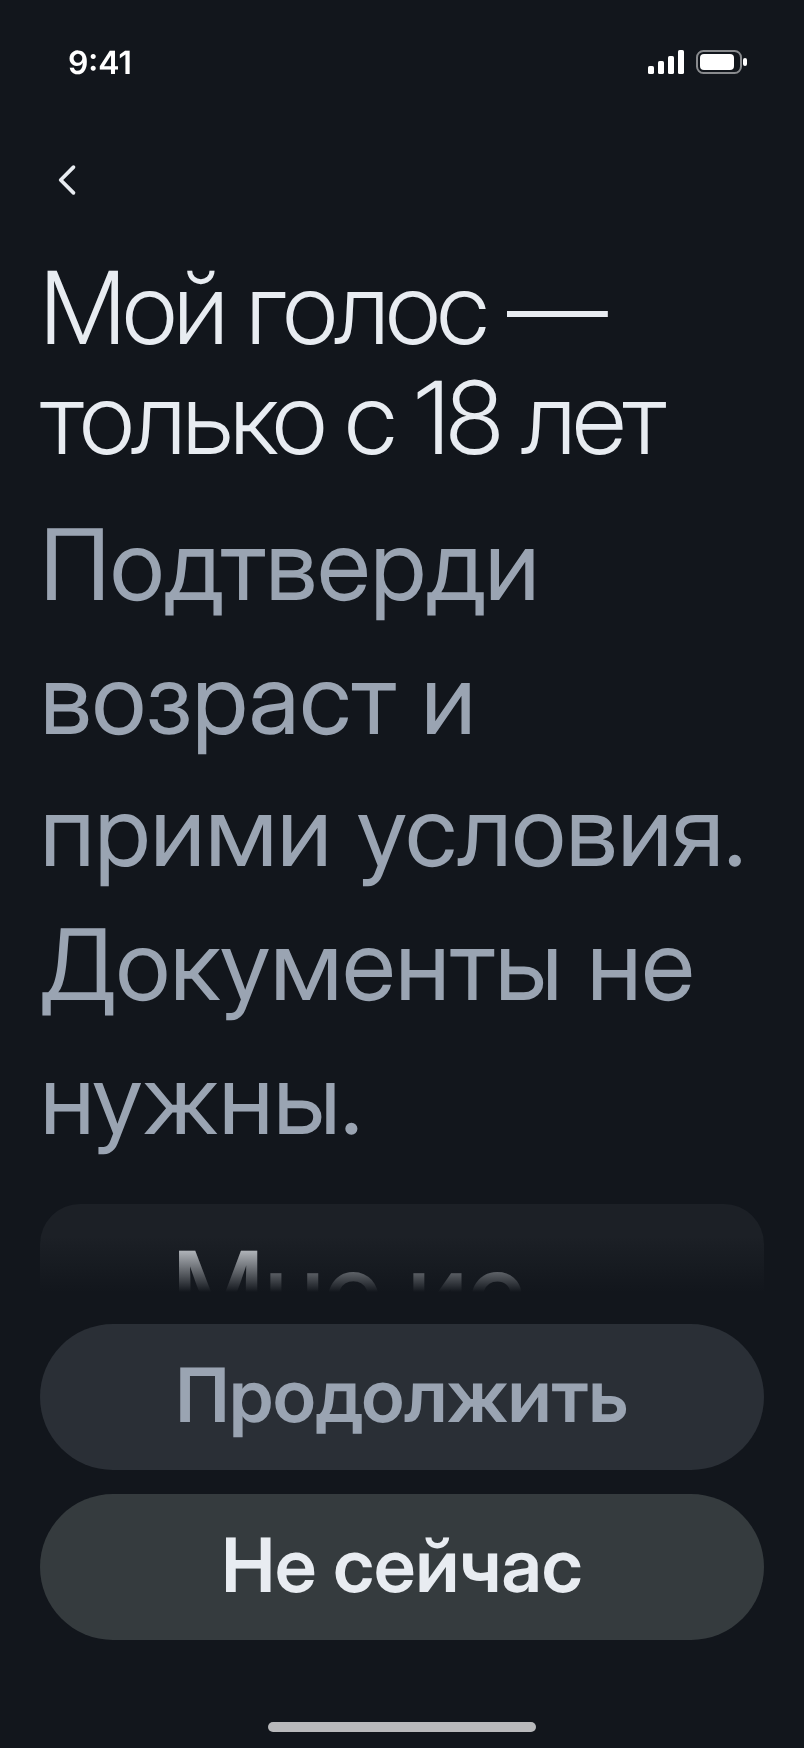 9:41
Мой голос —
только с 18 лет
Подтверди
возраст и
прими условия.
Документы не
нужны.
Продолжить
Не сейчас